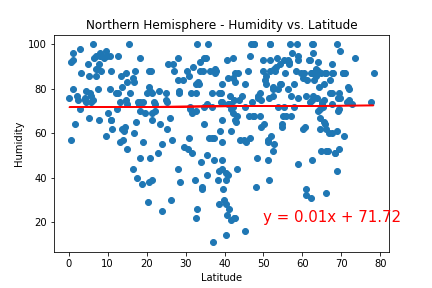 Northern Hemisphere - Humidity vs. Latitude
100
80
60
40
20
Humidity
y = 0.01x + 71.72
0 10 20 30 40 50 60 70 80
Latitude